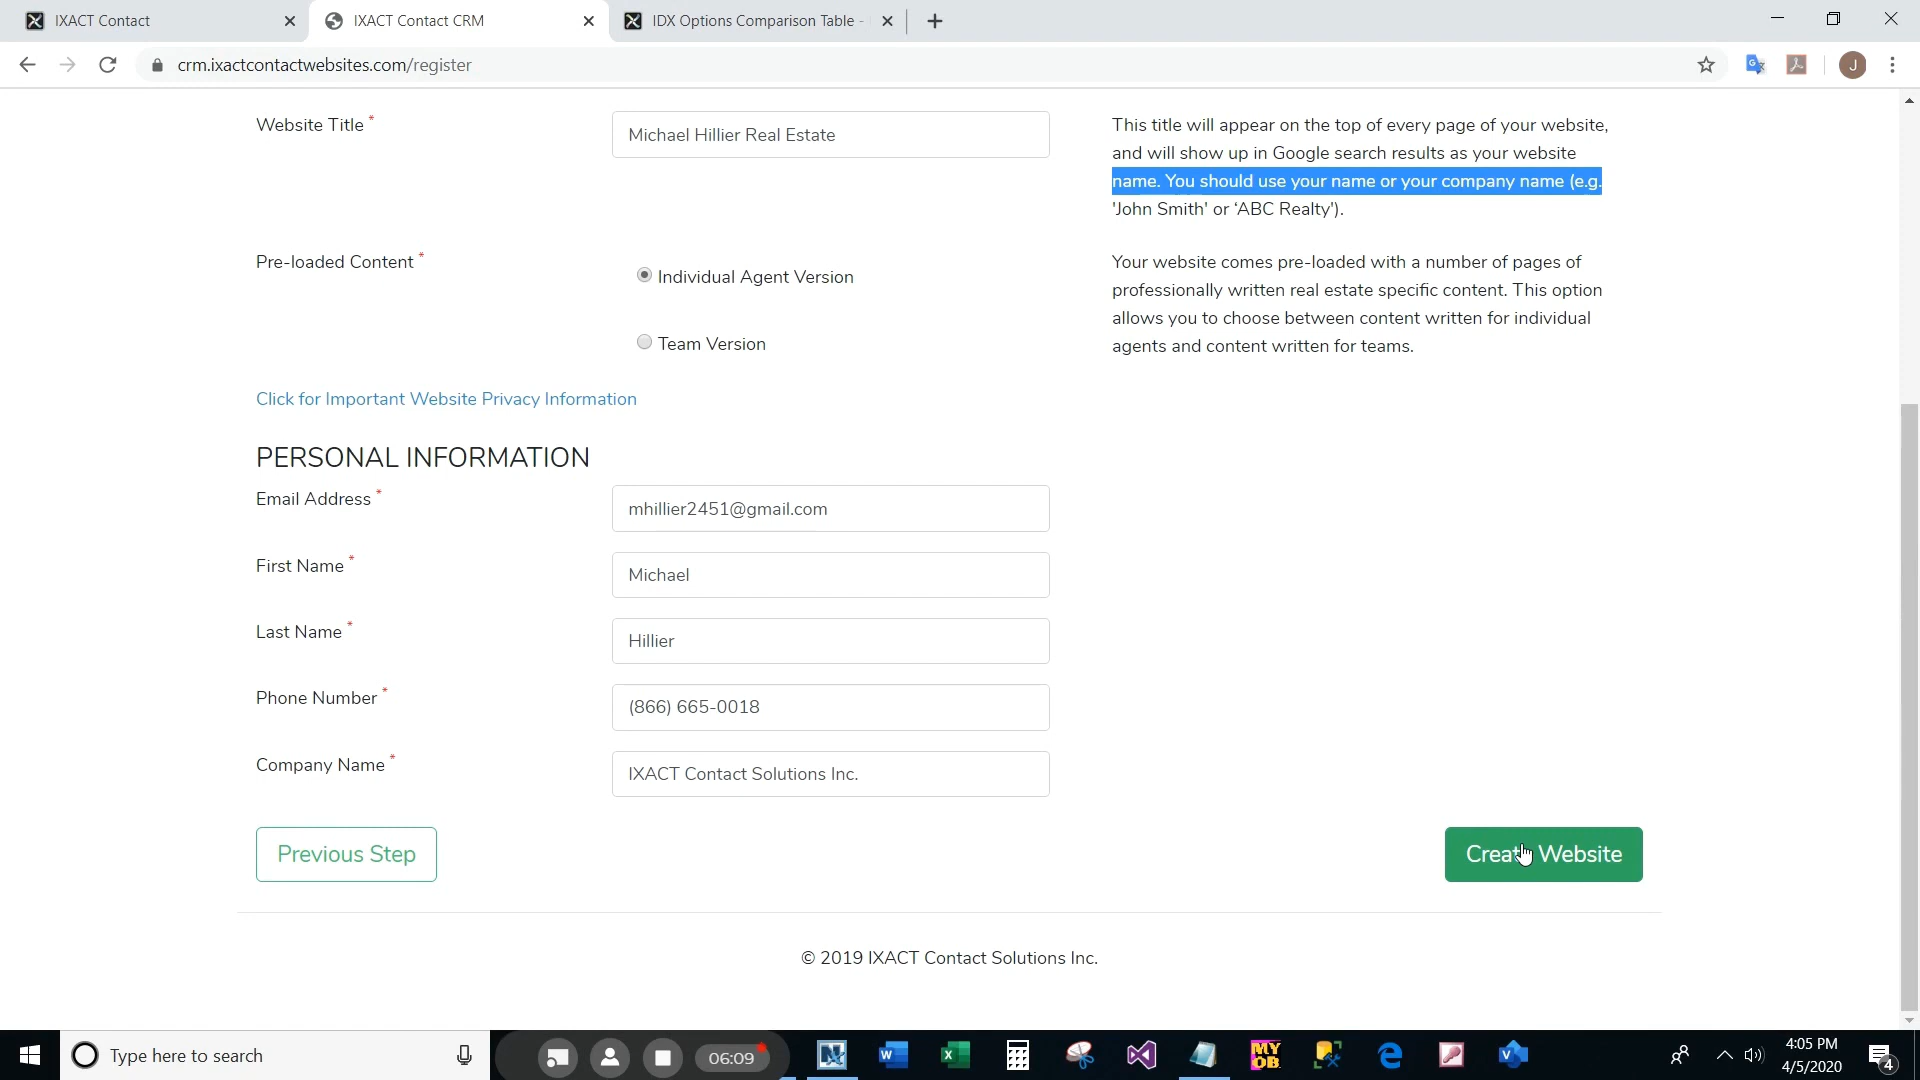 IXACT Contact
IXACT Contact CRM
IDX Options Comparison Table -
crm.ixactcontactwebsites.com/register
J
Website Title *
Michael Hillier Real Estate
This title will appear on the top of every page of your website,
and will show up in Google search results as your website
name. You should use your name or your company name (e.g.
'John Smith' or ‘ABC Realty').
Pre-loaded Content *
Individual Agent Version
Team Version
Your website comes pre-loaded with a number of pages of
professionally written real estate specific content. This option
allows you to choose between content written for individual
agents and content written for teams.
Click for Important Website Privacy Information
PERSONAL INFORMATION
Email Address *
mhillier2451@gmail.com
First Name *
Michael
Last Name *
Hillier
Phone Number *
(866) 665-0018
Company Name *
IXACT Contact Solutions Inc.
Previous Step
Create Website
© 2019 IXACT Contact Solutions Inc.
Type here to search
06:09
MY
OB
4:05 PM
4/5/2020
4